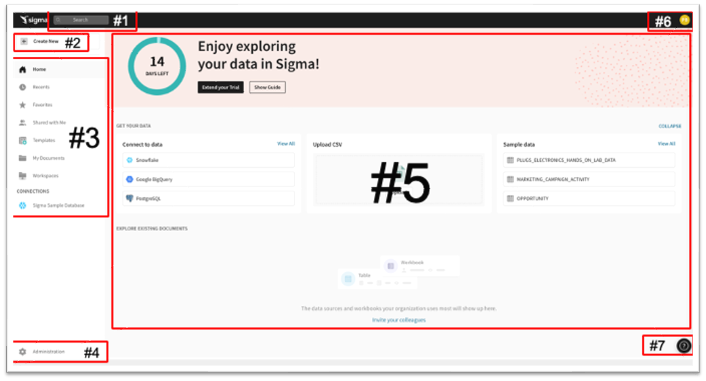 sigma
Search
#1
#6
Create New
#2
Home
Recents
Favorites
Shared with Me
Templates
#3
My Documents
Workspaces
CONNECTIONS
Sigma Sample Database
Administration
#4
14
DAYS LEFT
Enjoy exploring
your data in Sigma!
Extend your Trial
Show Guide
GET YOUR DATA
COLLAPSE
Connect to data
View All
Snowflake
Google BigQuery
PostgreSQL
Upload CSV
#5
Sample data
View All
PLUGS_ELECTRONICS_HANDS_ON_LAB_DATA
MARKETING_CAMPAIGN_ACTIVITY
OPPORTUNITY
EXPLORE EXISTING DOCUMENTS
Workbook
Table
The data sources and workbooks your organisation uses most will show up here.
Invite your colleagues
#7